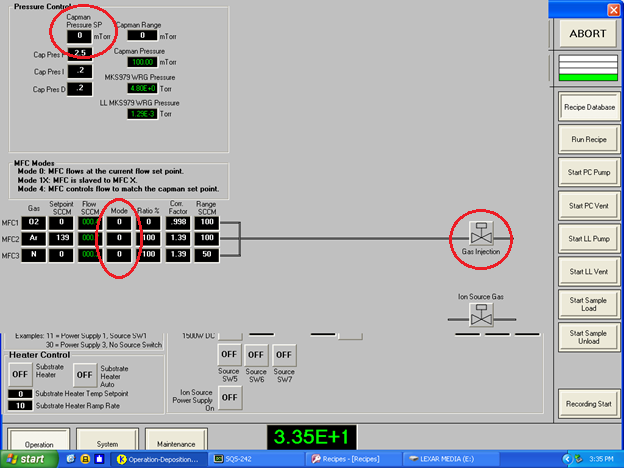 Pressure Control
Capman
Pressure SP
0 mTorr
Capman Range
0 mTorr
Cap Pres P 2.5
Cap Pres I .2
Cap Pres D .2
Capman Pressure
100.00 mTorr
MKS979 WRG Pressure
4.00E+0 Torr
LL MKS979 WRG Pressure
1.29E-3 Torr
MFC Modes
Mode 0: MFC flows at the current flow set point.
Mode 1X: MFC is slaved to MFC X.
Mode 4: MFC controls flow to match the capman set point.
Gas Setpoint SCCM Flow SCCM Mode Ratio % Corr. Factor Range SCCM
MFC1 O2 0 000. 0 0 .998 100
MFC2 Ar 139 000. 0 100 1.39 100
MFC3 N 0 000. 0 100 1.39 50
Gas Injection
Ion Source Gas
Examples: 11 = Power Supply 1, Source SW1
30 = Power Supply 3, No Source Switch
1500W DC
OFF OFF OFF
Source SW5 Source SW6 Source SW7
Ion Source
Power Supply
On
OFF
Heater Control
OFF Substrate Heater
OFF Substrate Heater Auto
0 Substrate Heater Temp Setpoint
10 Substrate Heater Ramp Rate
ABORT
Recipe Database
Run Recipe
Start PC Pump
Start PC Vent
Start LL Pump
Start LL Vent
Start Sample Load
Start Sample Unload
Recording Start
Operation System Maintenance
3.35E+1
start
Operation-Deposition...
SQS-242
Recipes - [Recipes]
LEXAR MEDIA (E:)
3:35 PM